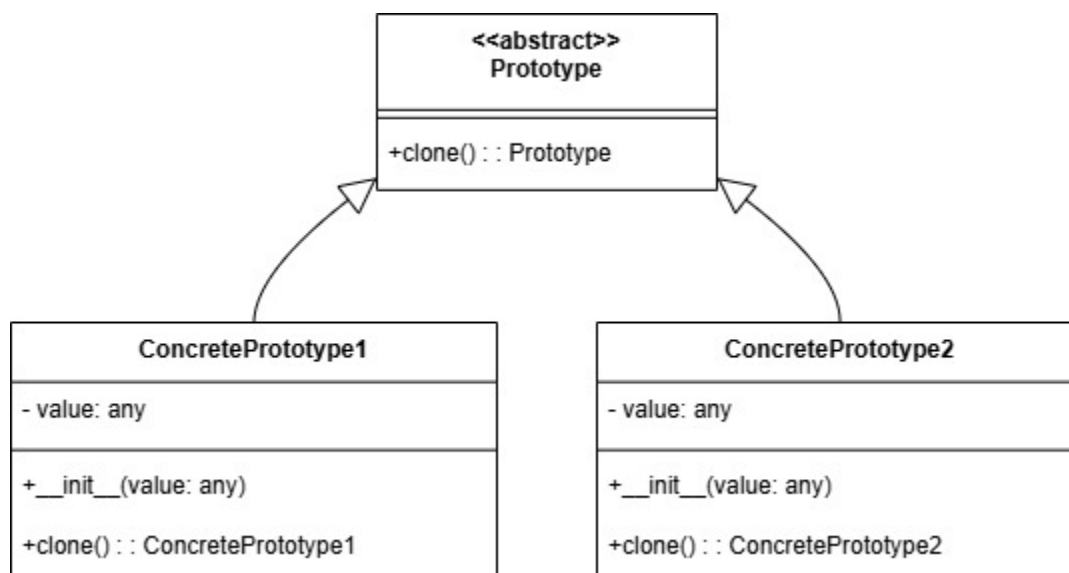 <<abstract>>
Prototype
+clone() : : Prototype
ConcretePrototype1
- value: any
+__init__(value: any)
+clone() : : ConcretePrototype1
ConcretePrototype2
- value: any
+__init__(value: any)
+clone() : : ConcretePrototype2